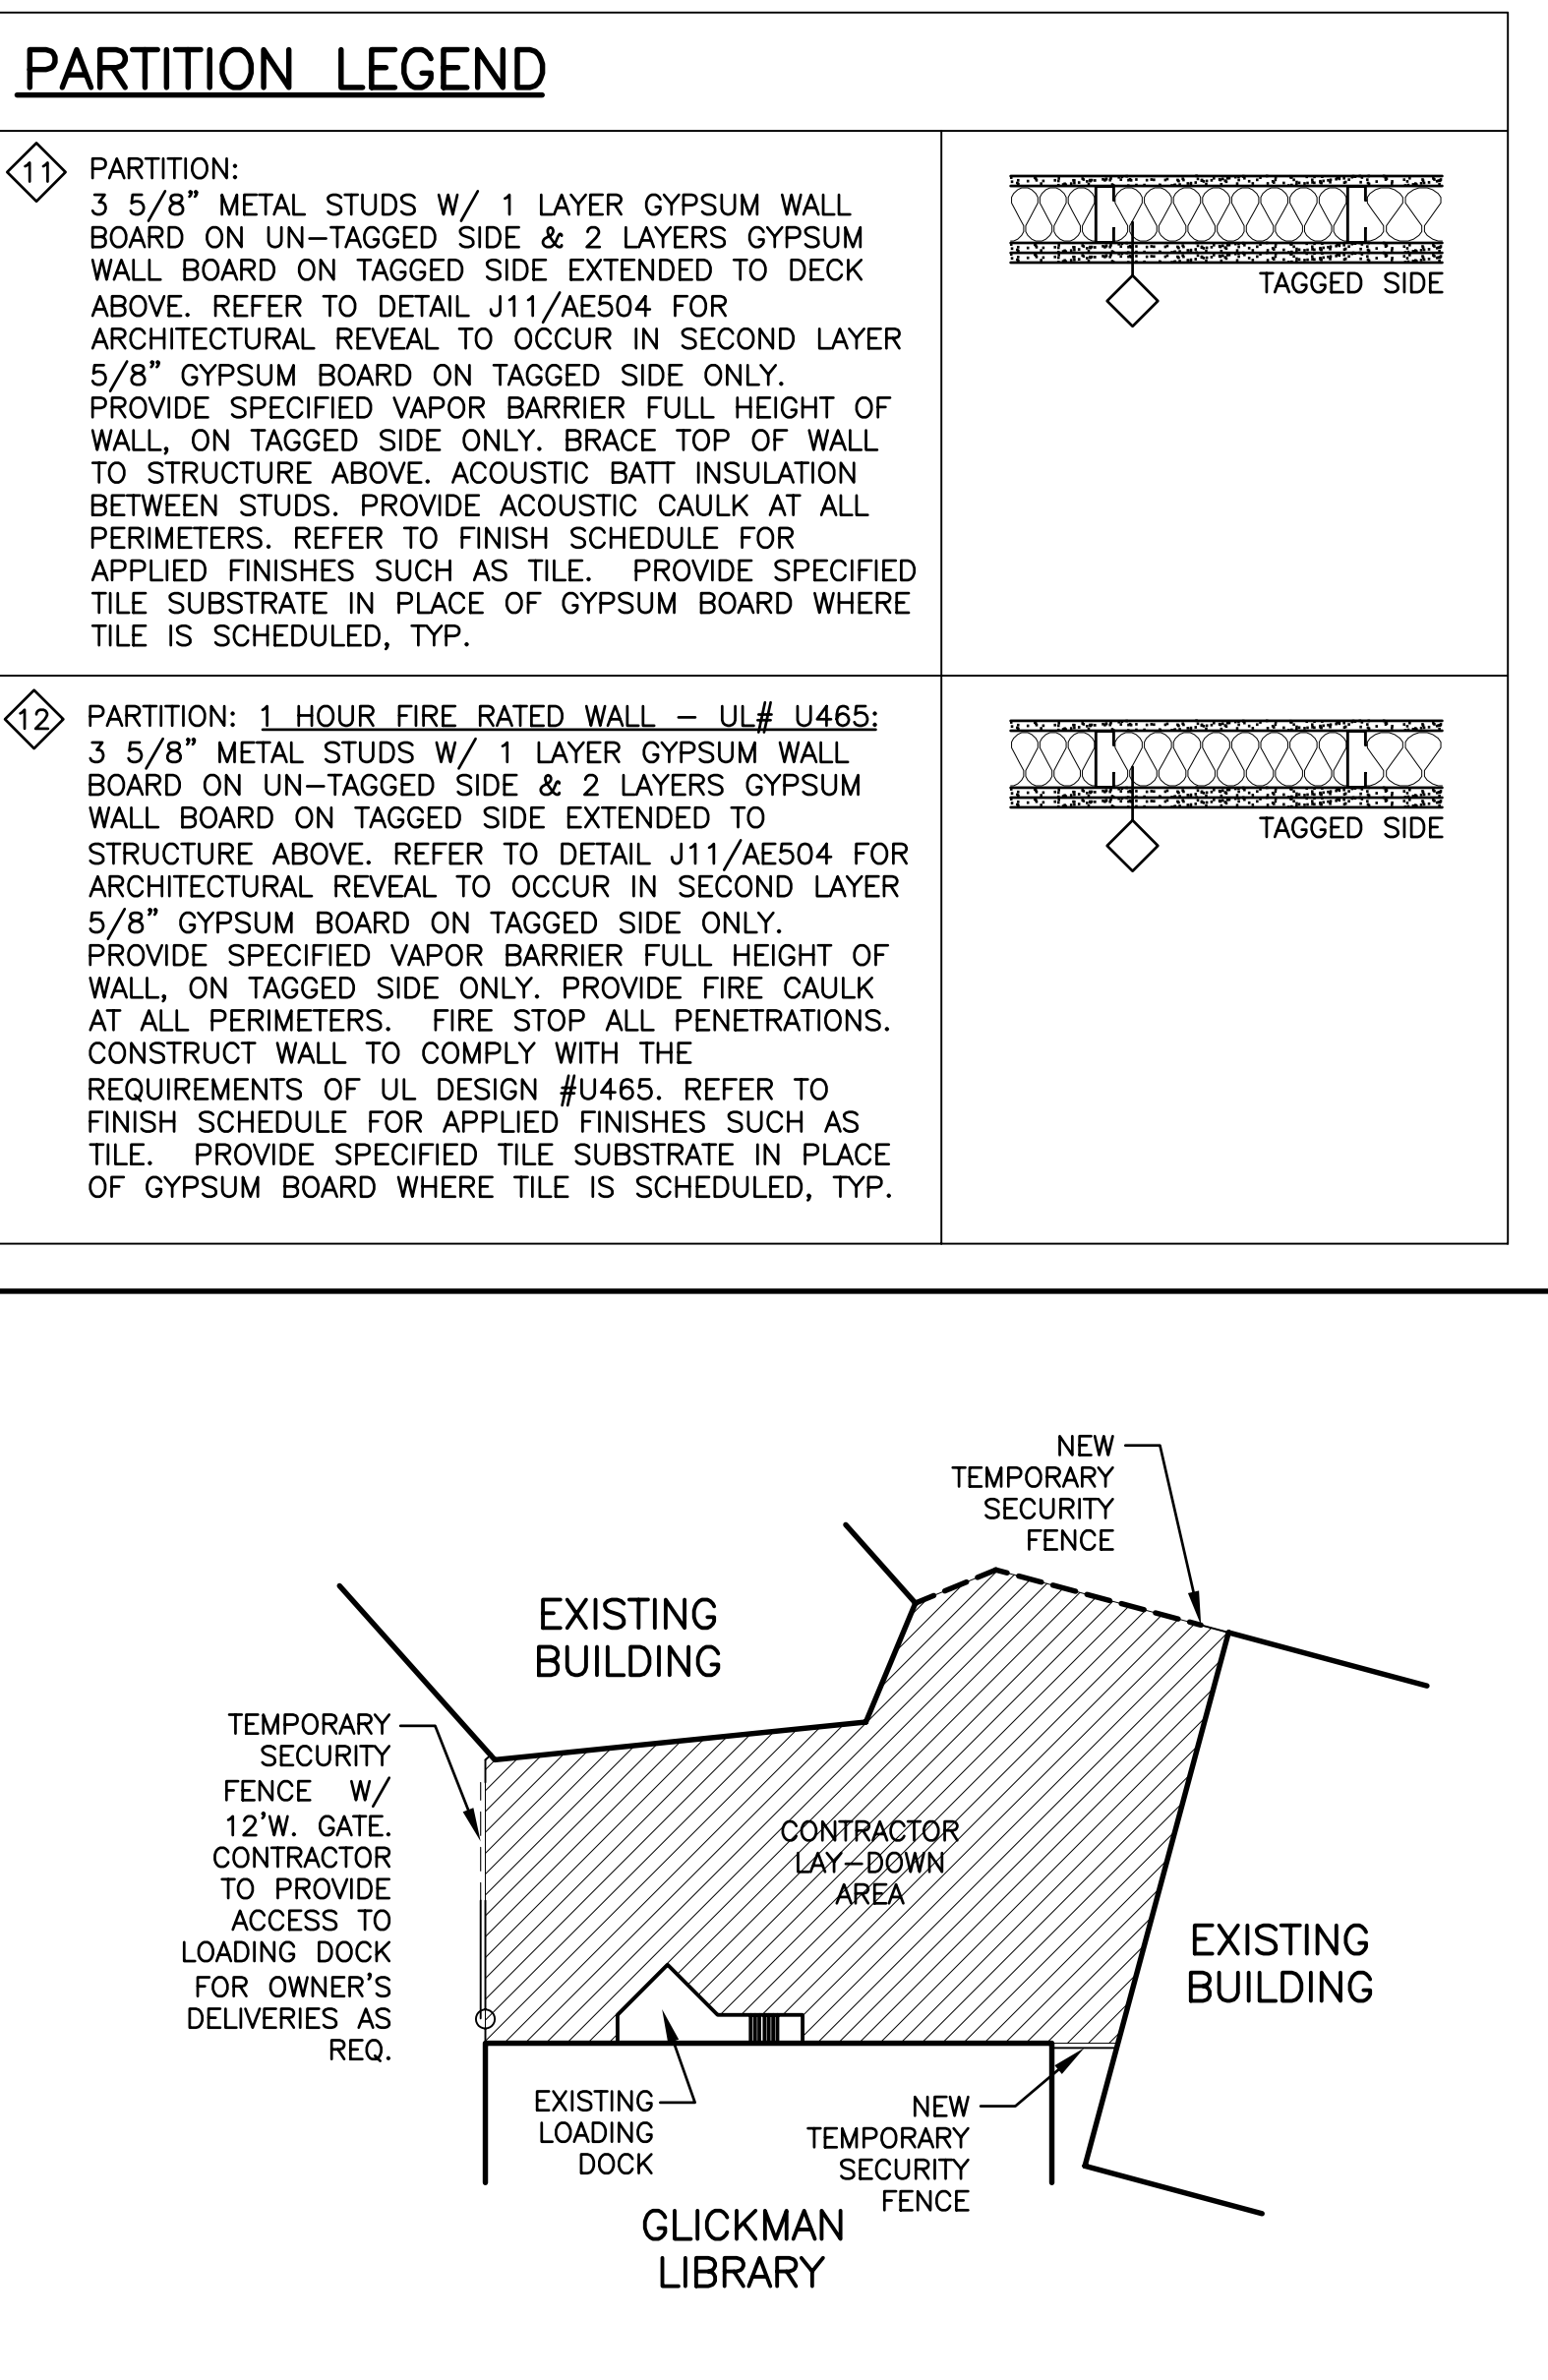 PARTITION LEGEND
11
PARTITION:
3 5/8" METAL STUDS W/ 1 LAYER GYPSUM WALL
BOARD ON UN-TAGGED SIDE & 2 LAYERS GYPSUM
WALL BOARD ON TAGGED SIDE EXTENDED TO DECK
ABOVE. REFER TO DETAIL J11/AE504 FOR
ARCHITECTURAL REVEAL TO OCCUR IN SECOND LAYER
5/8" GYPSUM BOARD ON TAGGED SIDE ONLY.
PROVIDE SPECIFIED VAPOR BARRIER FULL HEIGHT OF
WALL, ON TAGGED SIDE ONLY. BRACE TOP OF WALL
TO STRUCTURE ABOVE. ACOUSTIC BATT INSULATION
BETWEEN STUDS. PROVIDE ACOUSTIC CAULK AT ALL
PERIMETERS. REFER TO FINISH SCHEDULE FOR
APPLIED FINISHES SUCH AS TILE. PROVIDE SPECIFIED
TILE SUBSTRATE IN PLACE OF GYPSUM BOARD WHERE
TILE IS SCHEDULED, TYP.
TAGGED SIDE
12
PARTITION: 1 HOUR FIRE RATED WALL - UL# U465:
3 5/8" METAL STUDS W/ 1 LAYER GYPSUM WALL
BOARD ON UN-TAGGED SIDE & 2 LAYERS GYPSUM
WALL BOARD ON TAGGED SIDE EXTENDED TO
STRUCTURE ABOVE. REFER TO DETAIL J11/AE504 FOR
ARCHITECTURAL REVEAL TO OCCUR IN SECOND LAYER
5/8" GYPSUM BOARD ON TAGGED SIDE ONLY.
PROVIDE SPECIFIED VAPOR BARRIER FULL HEIGHT OF
WALL, ON TAGGED SIDE ONLY. PROVIDE FIRE CAULK
AT ALL PERIMETERS. FIRE STOP ALL PENETRATIONS.
CONSTRUCT WALL TO COMPLY WITH THE
REQUIREMENTS OF UL DESIGN #U465. REFER TO
FINISH SCHEDULE FOR APPLIED FINISHES SUCH AS
TILE. PROVIDE SPECIFIED TILE SUBSTRATE IN PLACE
OF GYPSUM BOARD WHERE TILE IS SCHEDULED, TYP.
TAGGED SIDE
NEW
TEMPORARY
SECURITY
FENCE
EXISTING
BUILDING
TEMPORARY
SECURITY
FENCE W/
12'W. GATE.
CONTRACTOR
TO PROVIDE
ACCESS TO
LOADING DOCK
FOR OWNER'S
DELIVERIES AS
REQ.
CONTRACTOR
LAY-DOWN
AREA
EXISTING
BUILDING
EXISTING
LOADING
DOCK
NEW
TEMPORARY
SECURITY
FENCE
GLICKMAN
LIBRARY